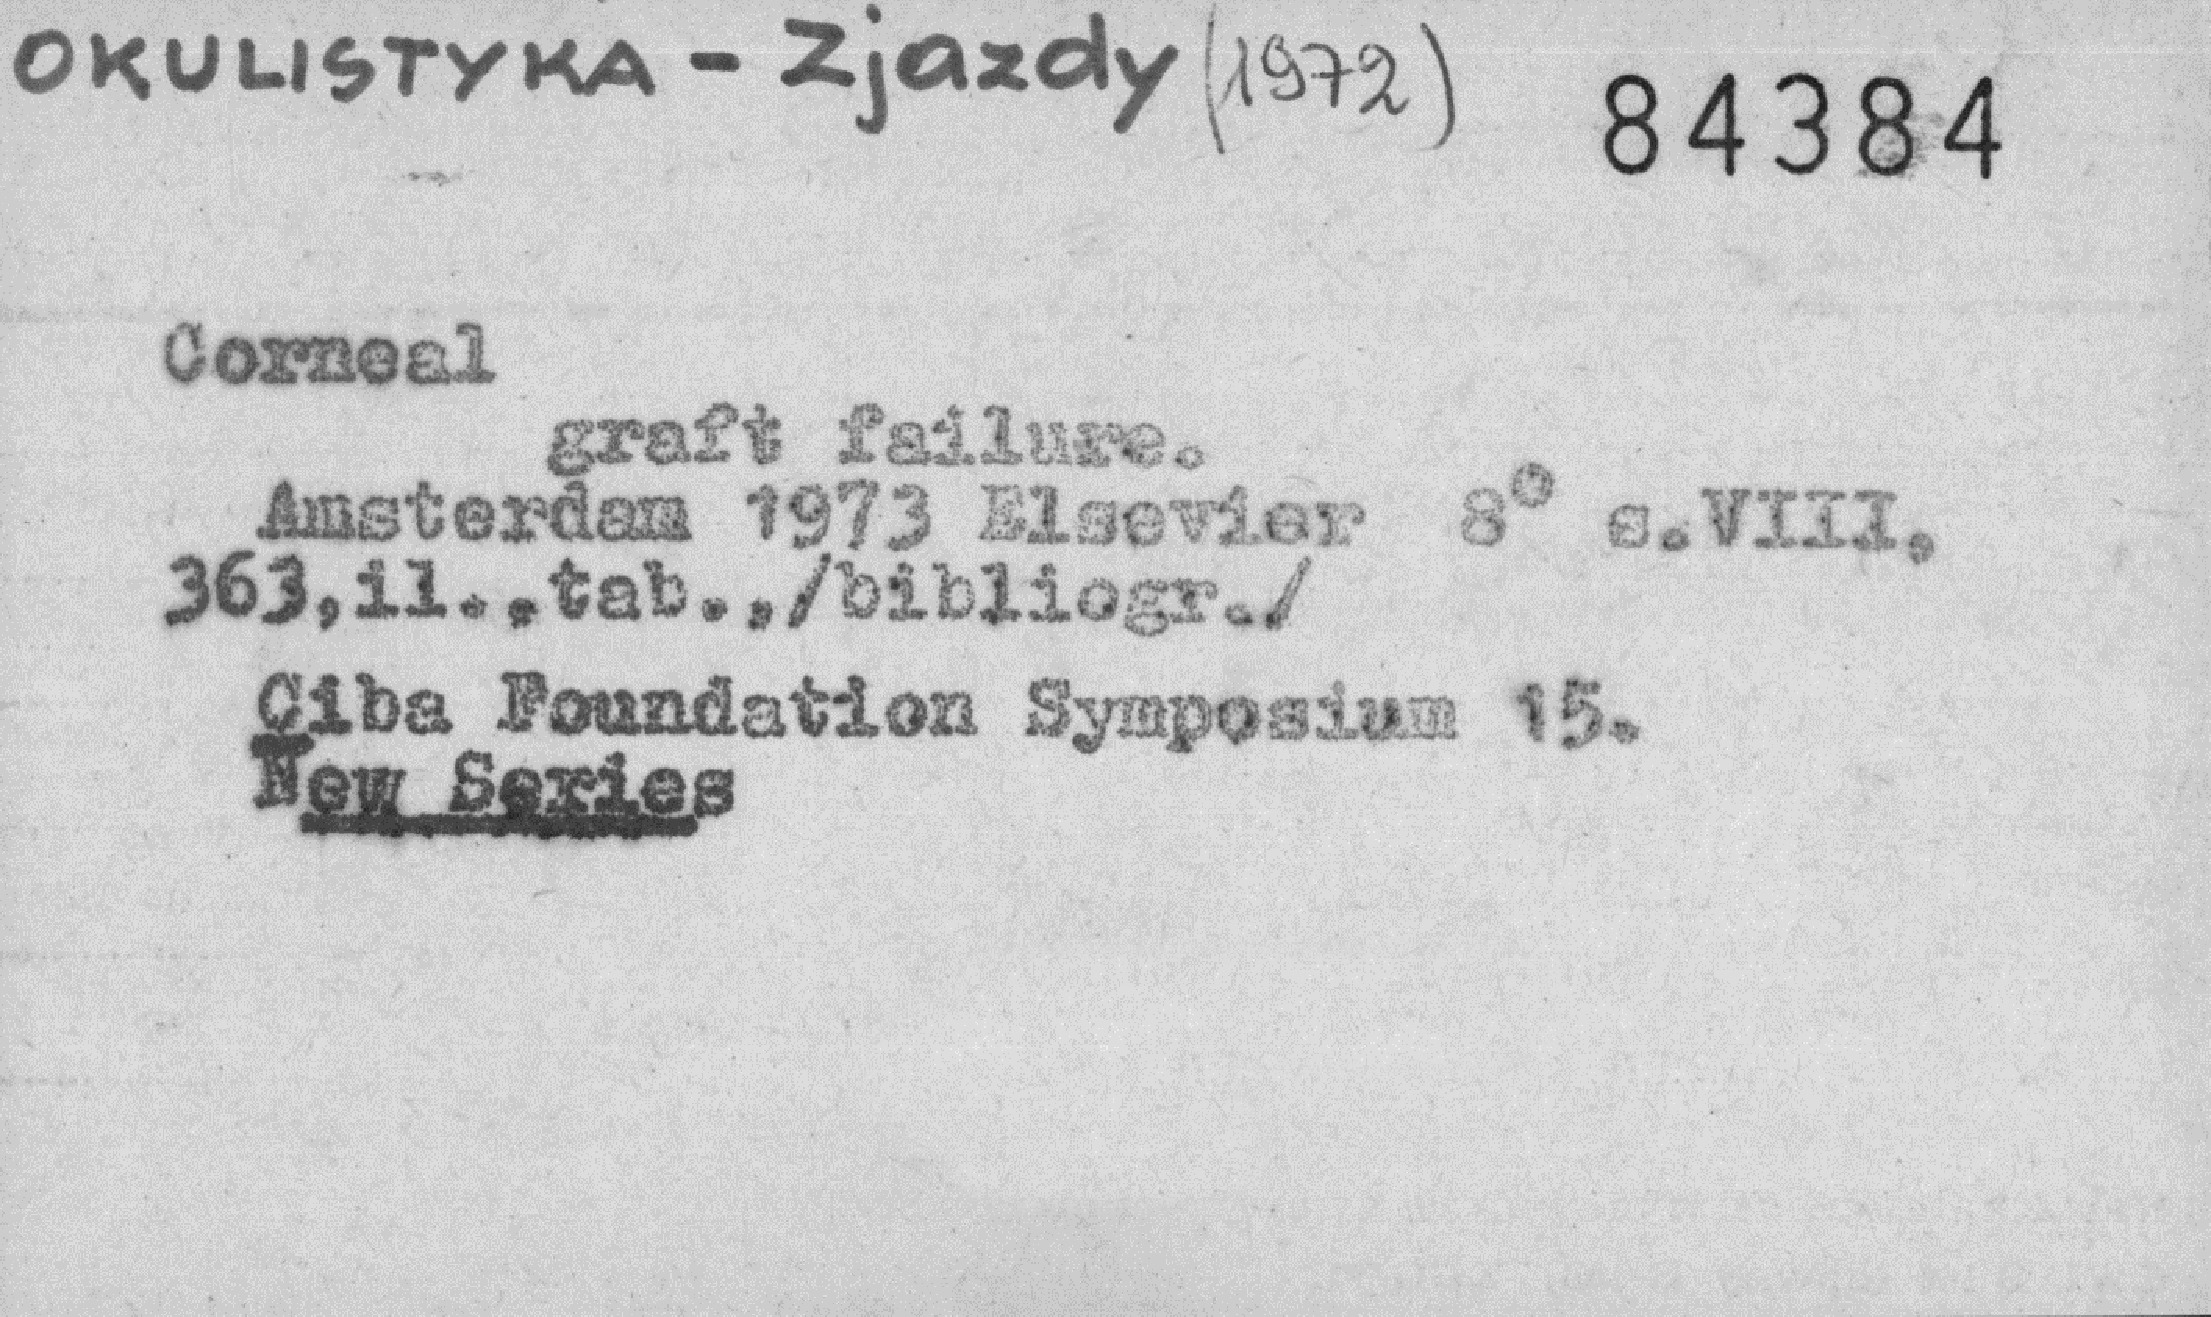 OKULISTYKA - Zjazdy (1972)
84384
Corneal
graft failure.
Amsterdam 1973 Elsevier 8° s.VIII,
363,il.,tab.,/bibliogr./
Ciba Foundation Symposium 15.
New Series